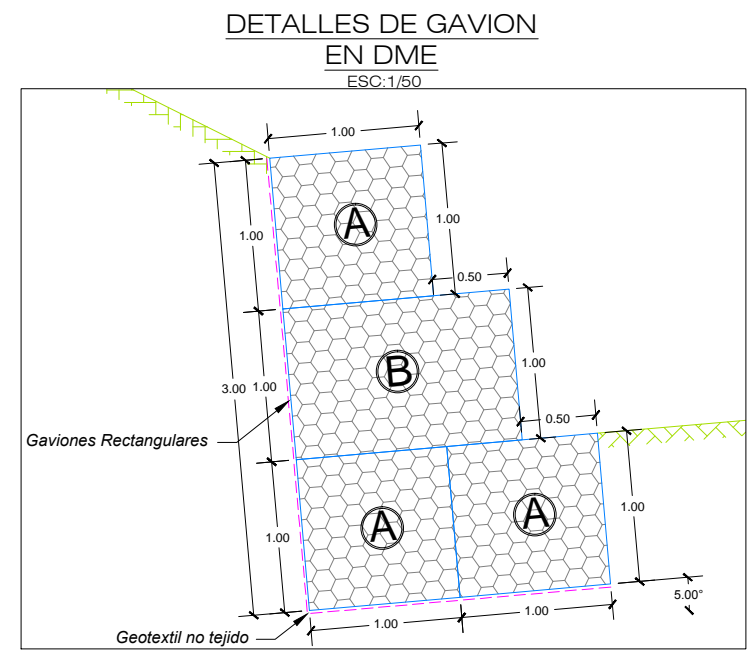 DETALLES DE GAVION
EN DME
ESC:1/50
1.00
A
1.00
1.00
0.50
B
1.00
3.00
1.00
0.50
Gaviones Rectangulares
A
A
1.00
1.00
5.00°
1.00
1.00
Geotextil no tejido